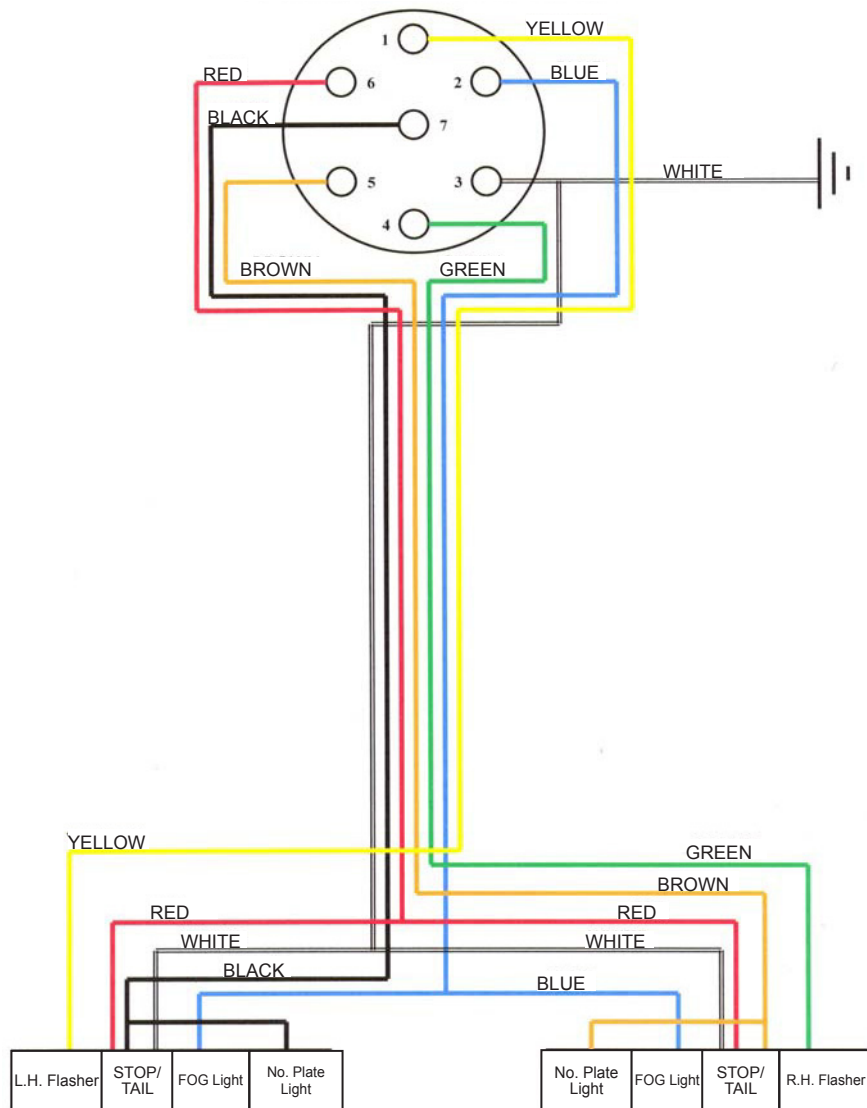 YELLOW
1
RED
6
2
BLUE
BLACK
7
5
3
WHITE
4
BROWN
GREEN
YELLOW
GREEN
BROWN
RED
RED
WHITE
WHITE
BLACK
BLUE
L.H. Flasher
STOP/
TAIL
FOG Light
No. Plate
Light
No. Plate
Light
FOG Light
STOP/
TAIL
R.H. Flasher